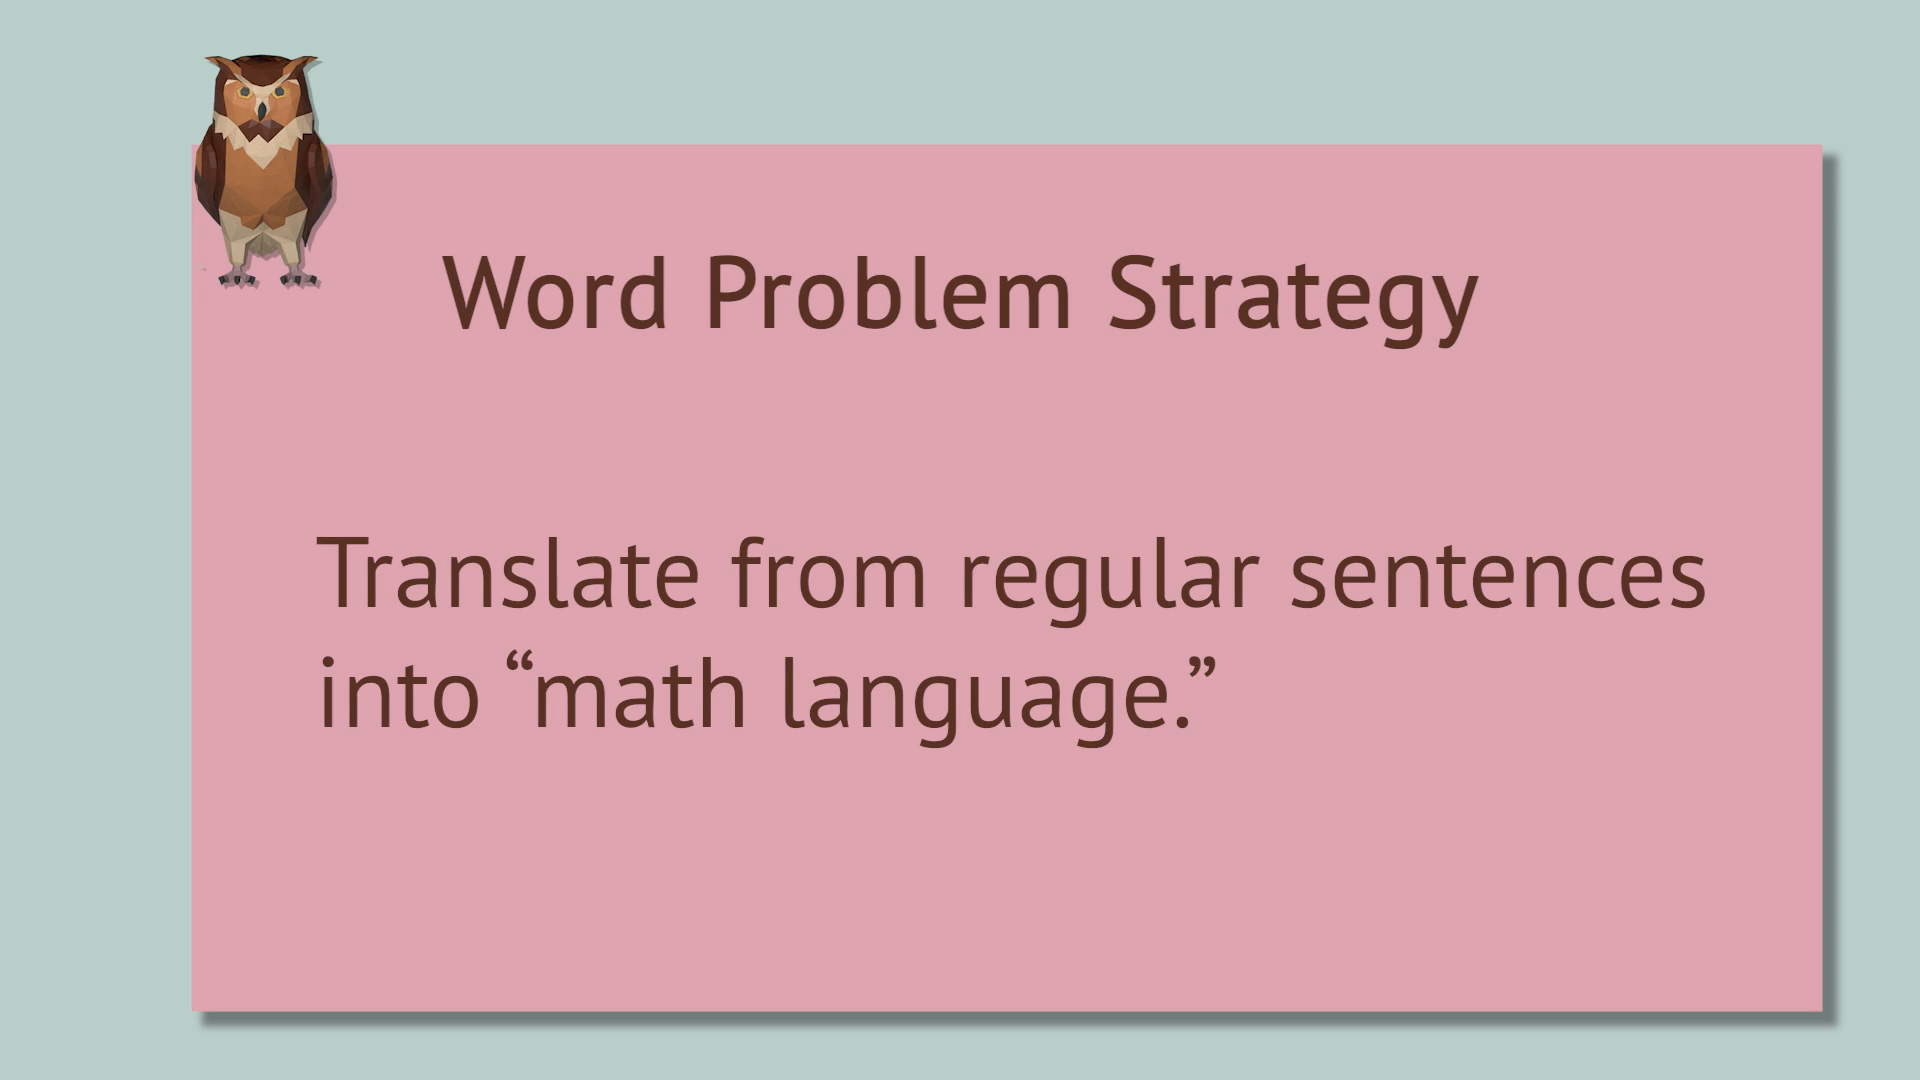 Word Problem Strategy
Translate from regular sentences
into “math language.”